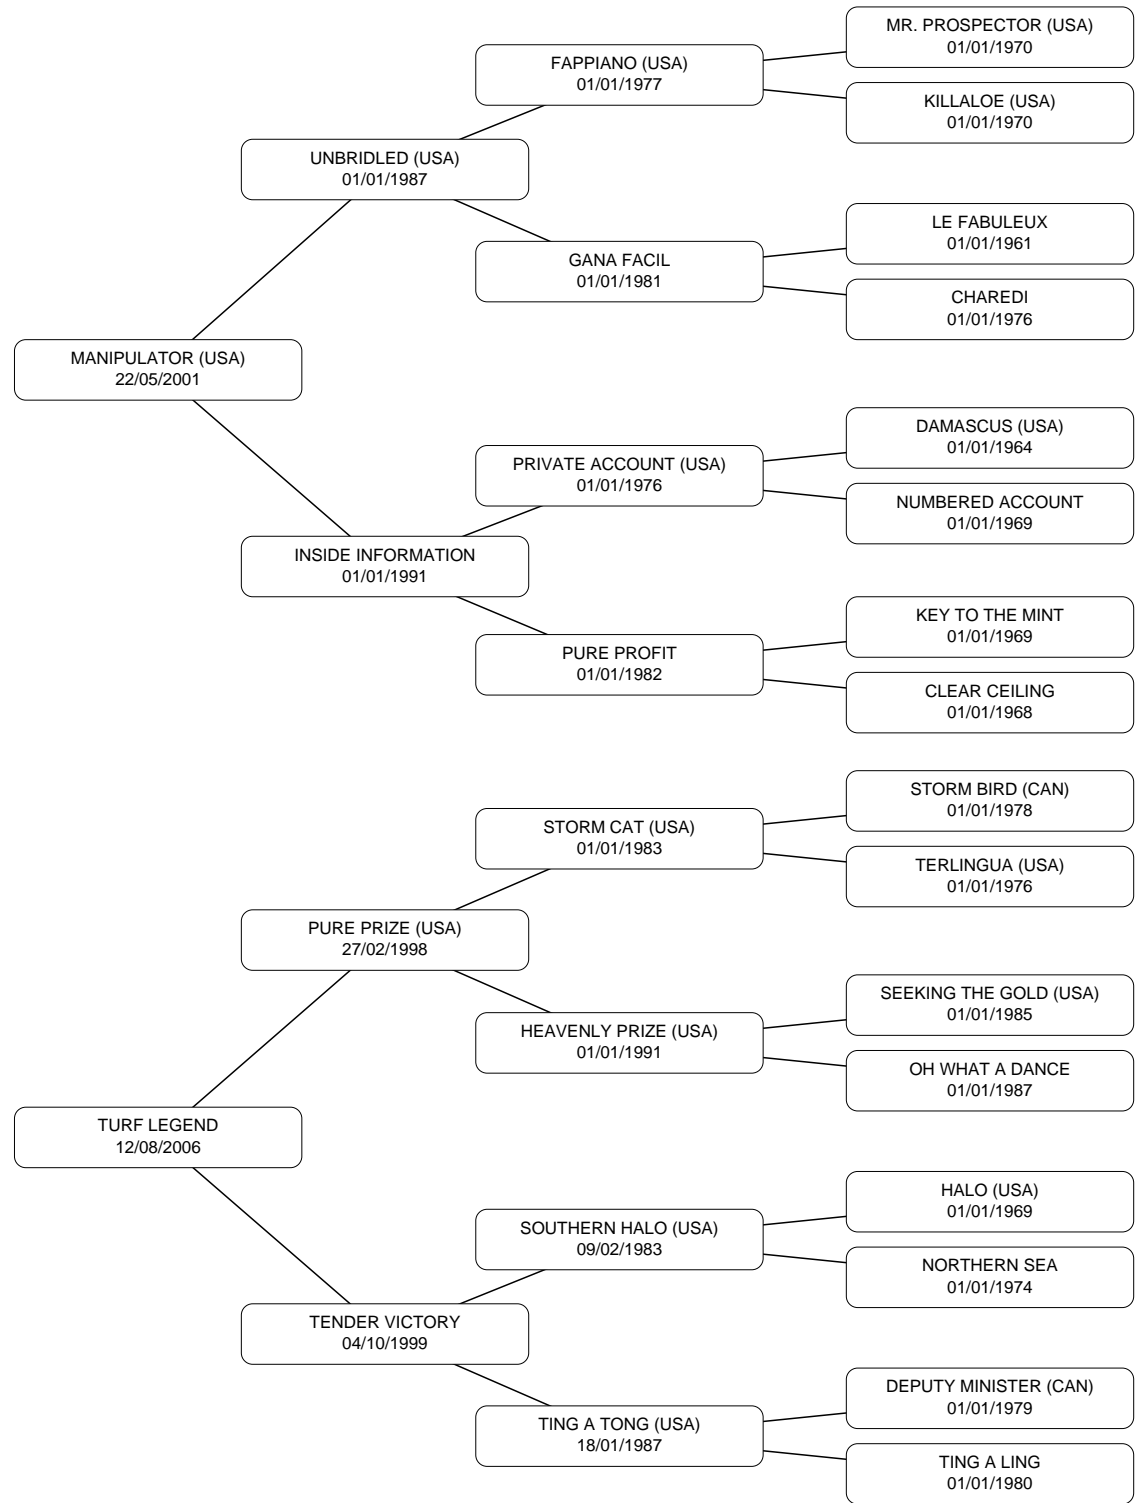 MR. PROSPECTOR (USA)
01/01/1970
FAPPIANO (USA)
01/01/1977
KILLALOE (USA)
01/01/1970
UNBRIDLED (USA)
01/01/1987
LE FABULEUX
01/01/1961
GANA FACIL
01/01/1981
CHAREDI
01/01/1976
MANIPULATOR (USA)
22/05/2001
DAMASCUS (USA)
01/01/1964
PRIVATE ACCOUNT (USA)
01/01/1976
NUMBERED ACCOUNT
01/01/1969
INSIDE INFORMATION
01/01/1991
KEY TO THE MINT
01/01/1969
PURE PROFIT
01/01/1982
CLEAR CEILING
01/01/1968
STORM BIRD (CAN)
01/01/1978
STORM CAT (USA)
01/01/1983
TERLINGUA (USA)
01/01/1976
PURE PRIZE (USA)
27/02/1998
SEEKING THE GOLD (USA)
01/01/1985
HEAVENLY PRIZE (USA)
01/01/1991
OH WHAT A DANCE
01/01/1987
TURF LEGEND
12/08/2006
HALO (USA)
01/01/1969
SOUTHERN HALO (USA)
09/02/1983
NORTHERN SEA
01/01/1974
TENDER VICTORY
04/10/1999
DEPUTY MINISTER (CAN)
01/01/1979
TING A TONG (USA)
18/01/1987
TING A LING
01/01/1980